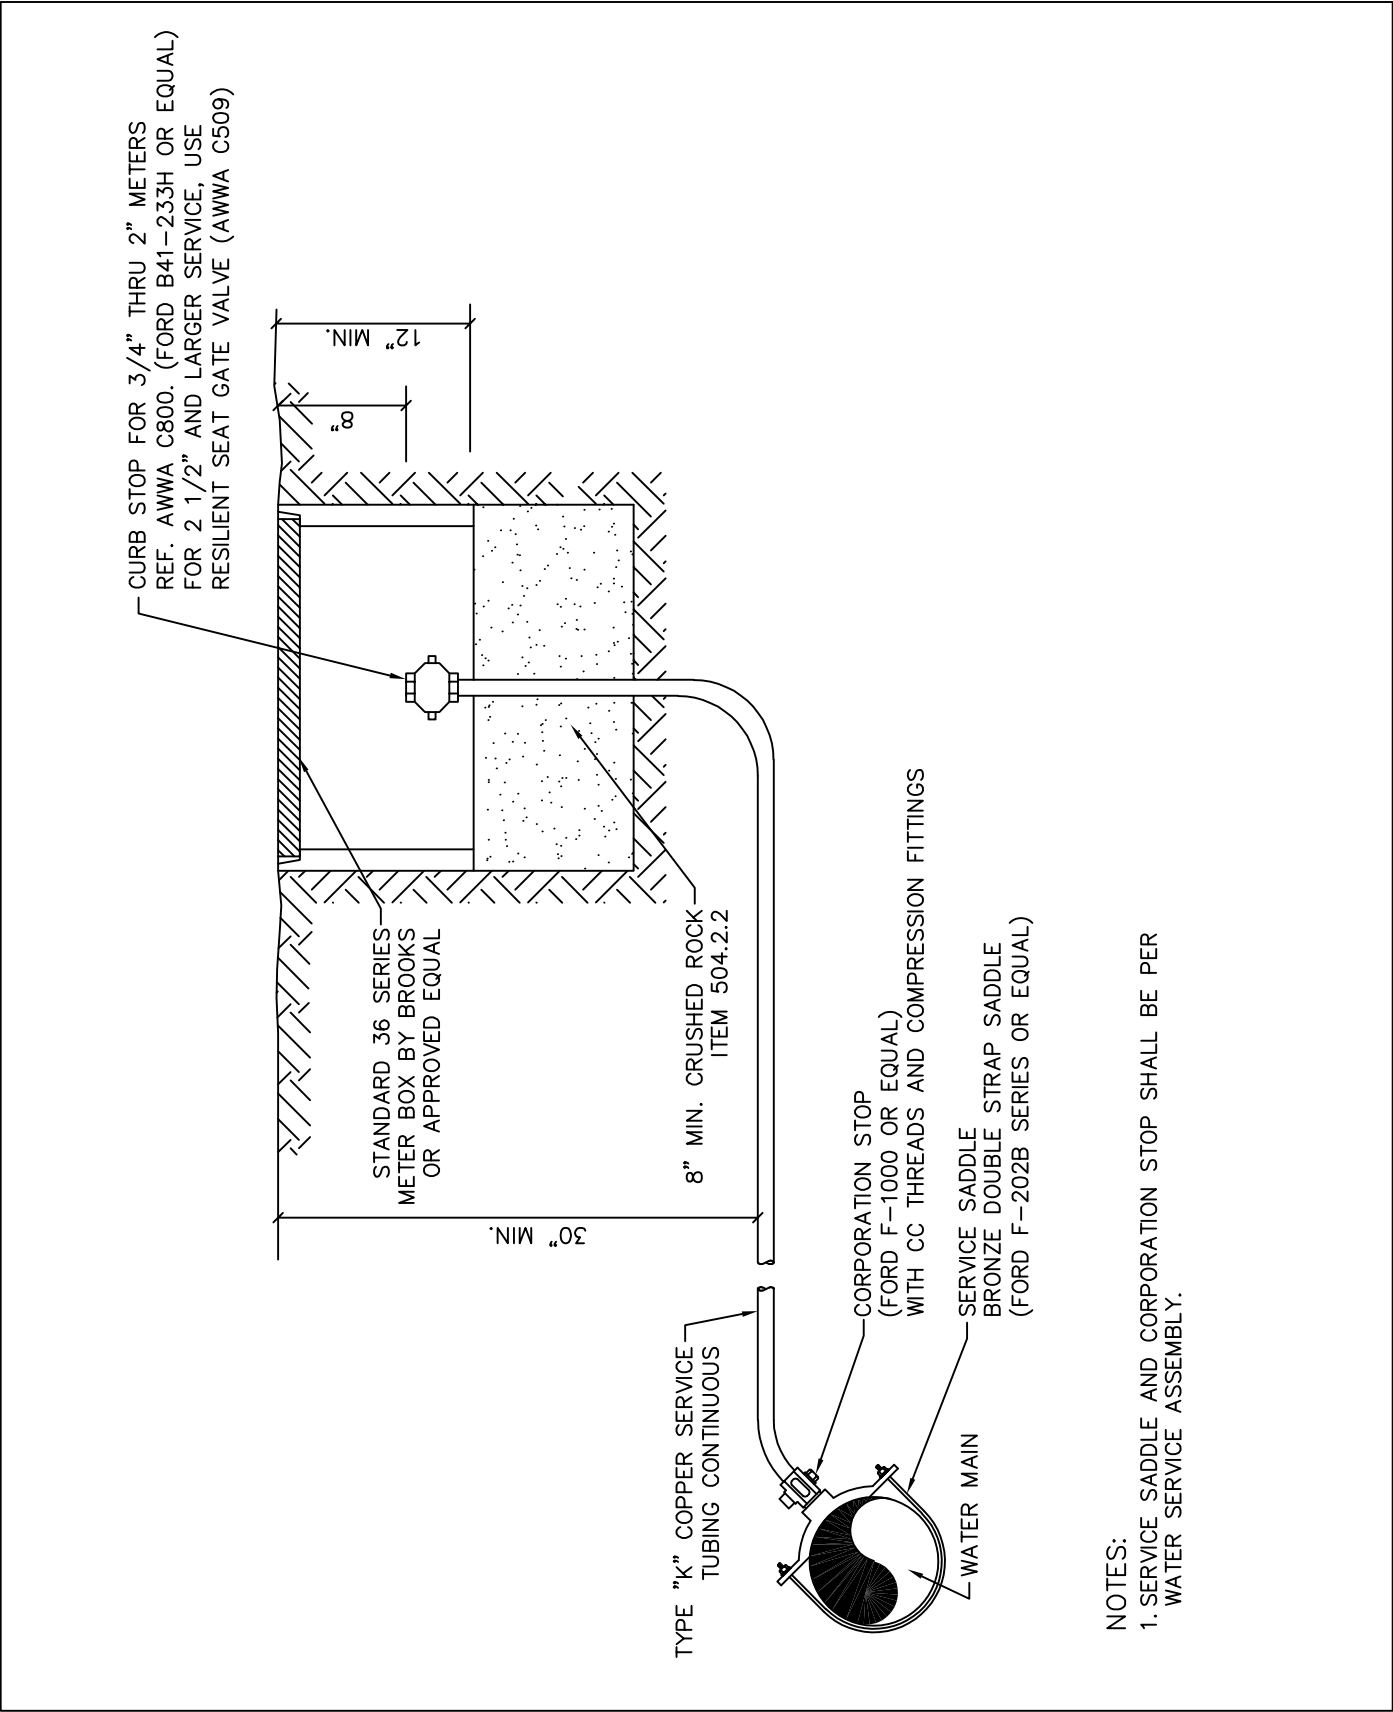 CURB STOP FOR 3/4" THRU 2" METERS
REF. AWWA C800. (FORD B41-233H OR EQUAL)
FOR 2 1/2" AND LARGER SERVICE, USE
RESILIENT SEAT GATE VALVE (AWWA C509)
12" MIN.
8"
STANDARD 36 SERIES
METER BOX BY BROOKS
OR APPROVED EQUAL
30" MIN.
8" MIN. CRUSHED ROCK
ITEM 504.2.2
TYPE "K" COPPER SERVICE
TUBING CONTINUOUS
CORPORATION STOP
(FORD F-1000 OR EQUAL)
WITH CC THREADS AND COMPRESSION FITTINGS
SERVICE SADDLE
BRONZE DOUBLE STRAP SADDLE
(FORD F-202B SERIES OR EQUAL)
WATER MAIN
NOTES:
1. SERVICE SADDLE AND CORPORATION STOP SHALL BE PER
WATER SERVICE ASSEMBLY.